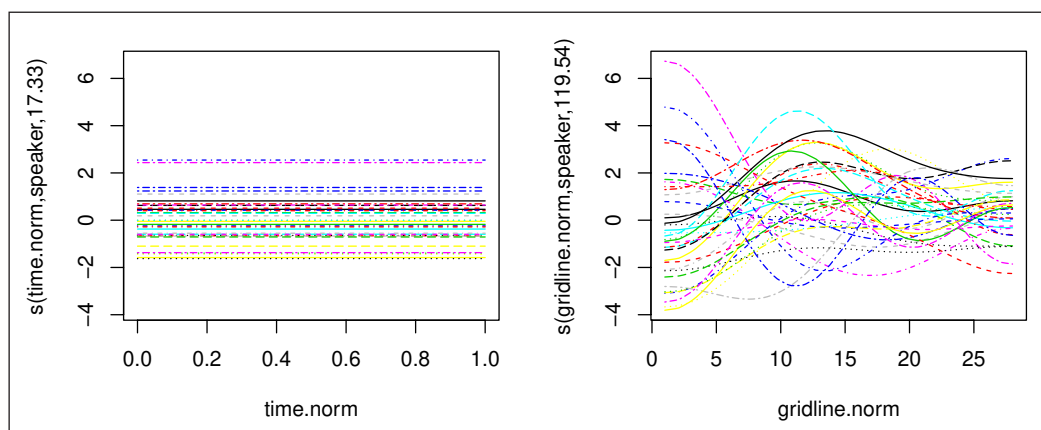 s(time.norm,speaker,17.33)
6
4
2
0
−2
−4
0.0 0.2 0.4 0.6 0.8 1.0
time.norm
s(gridline.norm,speaker,119.54)
6
4
2
0
−2
−4
0 5 10 15 20 25
gridline.norm